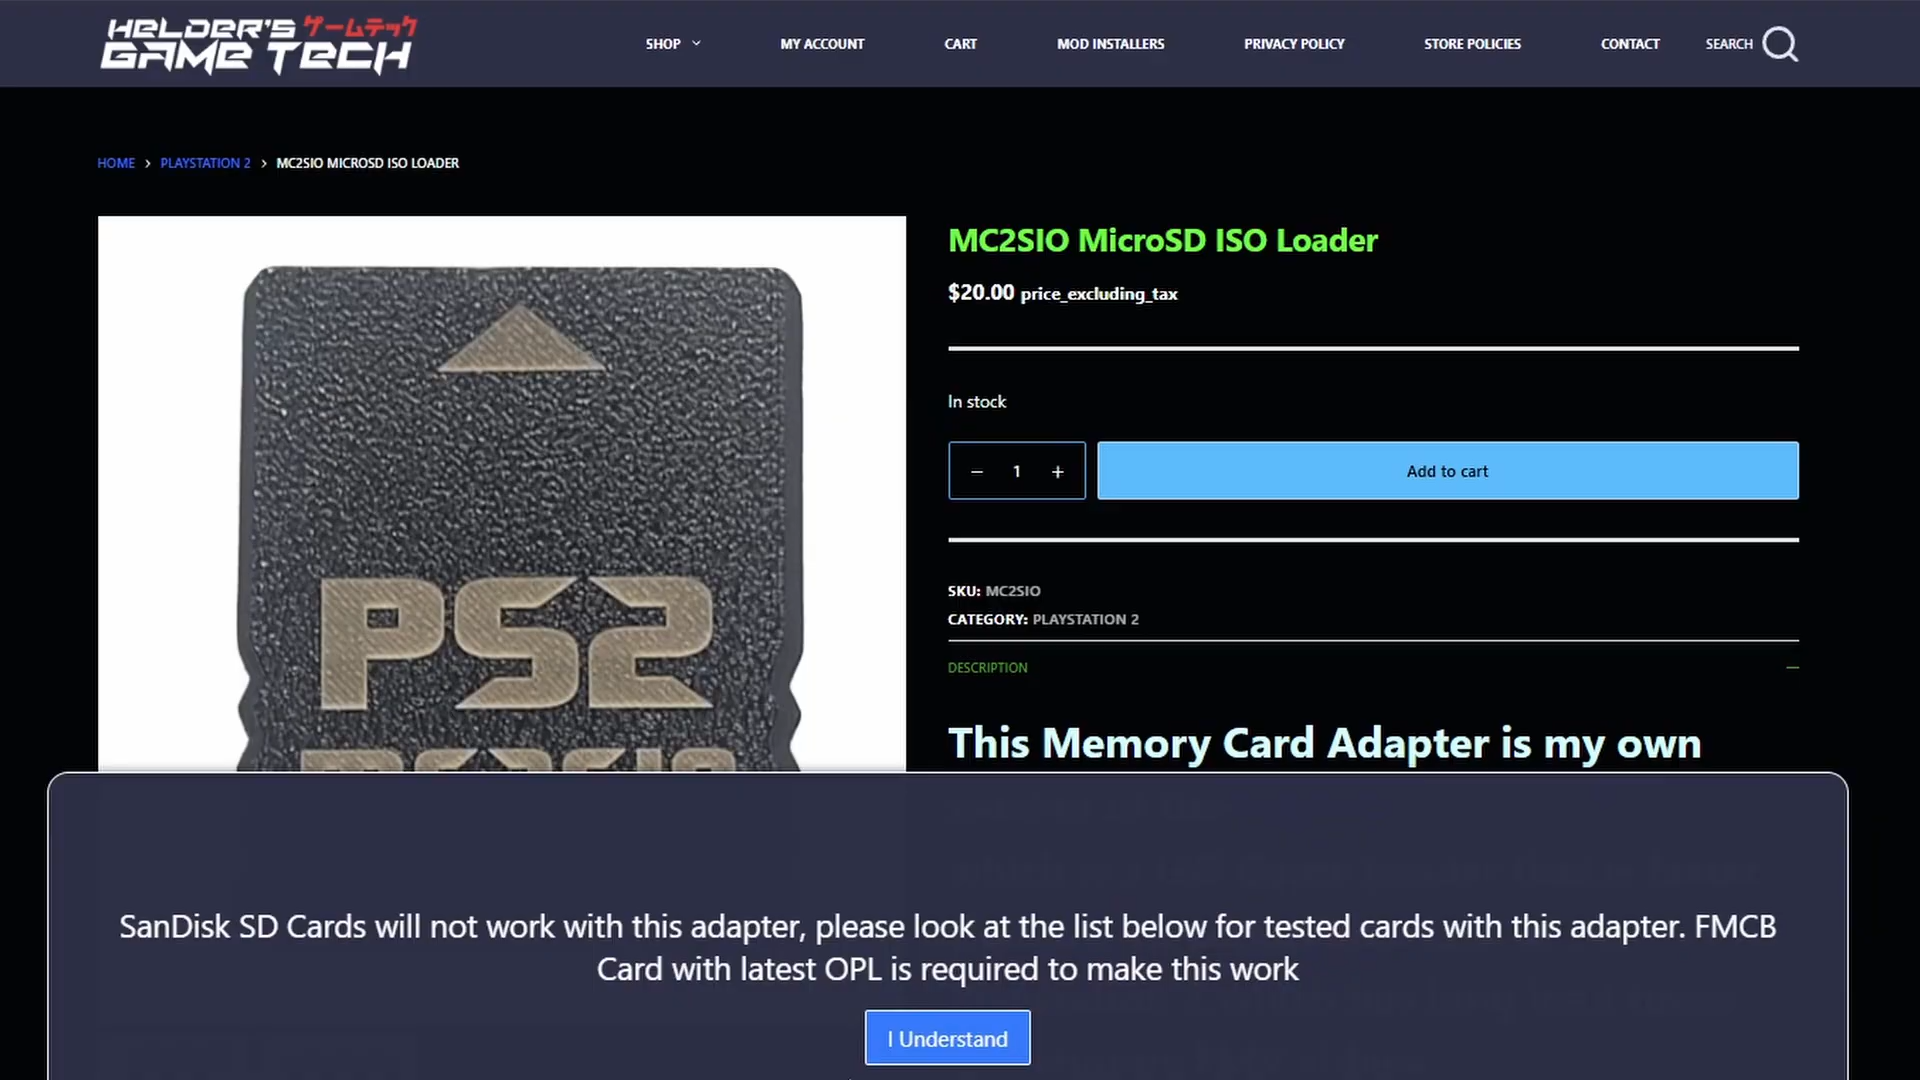 HELDER'S ゲームテック
GAME TECH
SHOP
MY ACCOUNT
CART
MOD INSTALLERS
PRIVACY POLICY
STORE POLICIES
CONTACT
SEARCH
HOME > PLAYSTATION 2 > MC2SIO MICROSD ISO LOADER
PS2
MC2SIO MicroSD ISO Loader
$20.00 price_excluding_tax
In stock
− 1 +
Add to cart
SKU: MC2SIO
CATEGORY: PLAYSTATION 2
DESCRIPTION
This Memory Card Adapter is my own
SanDisk SD Cards will not work with this adapter, please look at the list below for tested cards with this adapter. FMCB
Card with latest OPL is required to make this work
I Understand